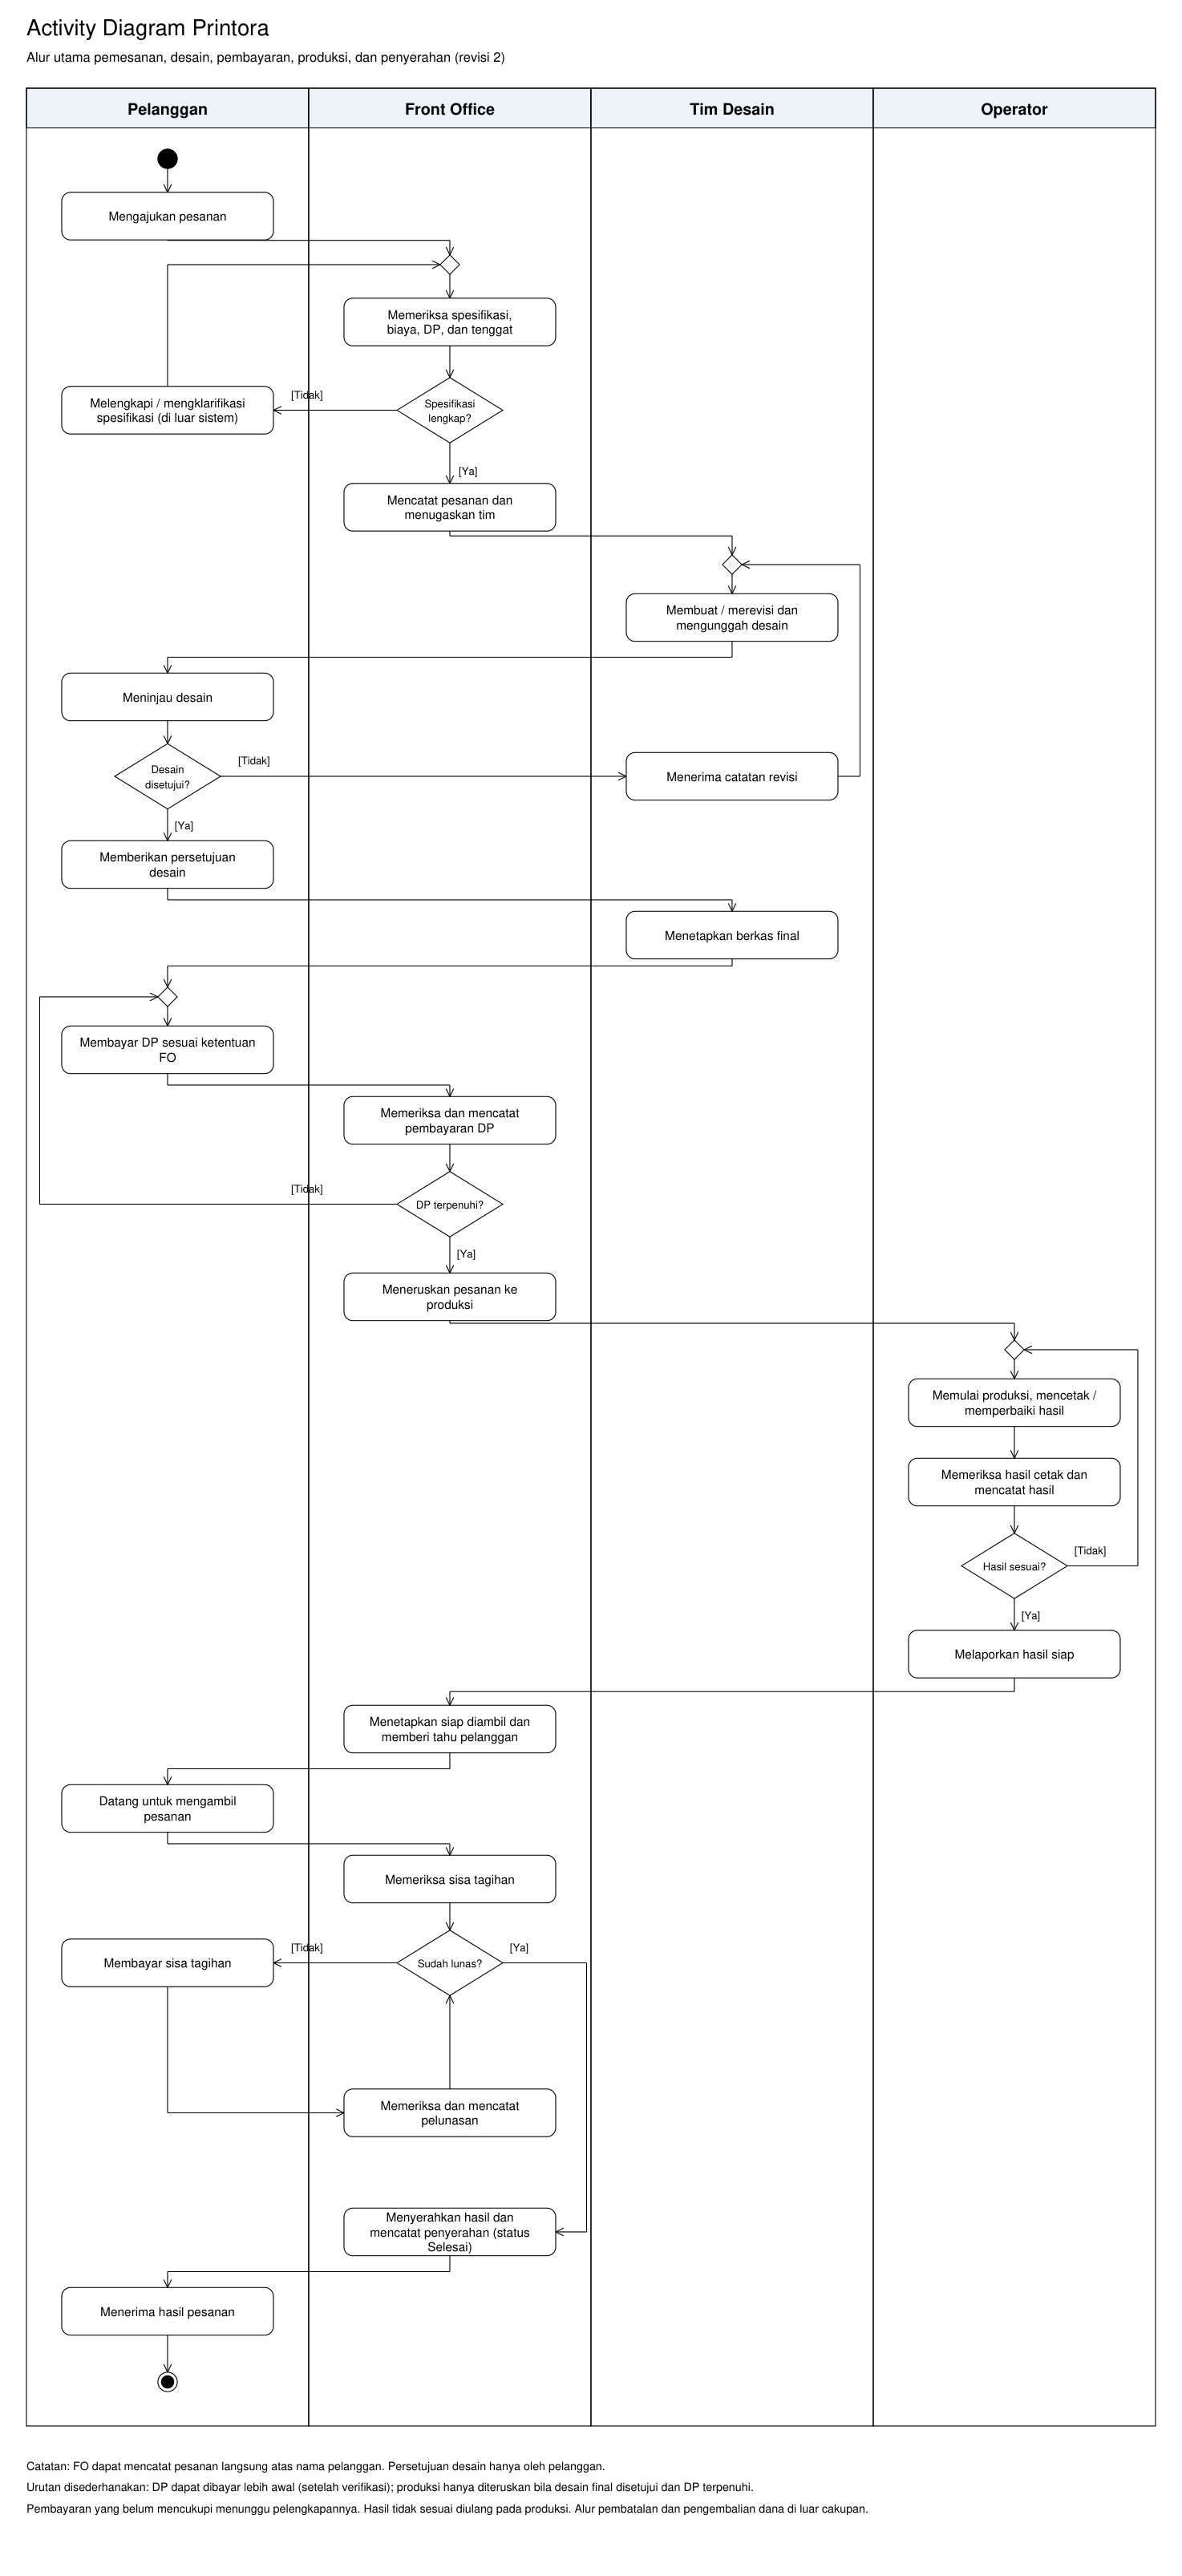 Activity Diagram Printora
Alur utama pemesanan, desain, pembayaran, produksi, dan penyerahan (revisi 2)
Pelanggan
Front Office
Tim Desain
Operator
Mengajukan pesanan
Memeriksa spesifikasi,
biaya, DP, dan tenggat
Melengkapi / mengklarifikasi
spesifikasi (di luar sistem)
[Tidak]
Spesifikasi
lengkap?
[Ya]
Mencatat pesanan dan
menugaskan tim
Membuat / merevisi dan
mengunggah desain
Meninjau desain
Desain
disetujui?
[Tidak]
Menerima catatan revisi
[Ya]
Memberikan persetujuan
desain
Menetapkan berkas final
Membayar DP sesuai ketentuan
FO
Memeriksa dan mencatat
pembayaran DP
[Tidak]
DP terpenuhi?
[Ya]
Meneruskan pesanan ke
produksi
Memulai produksi, mencetak /
memperbaiki hasil
Memeriksa hasil cetak dan
mencatat hasil
Hasil sesuai?
[Tidak]
[Ya]
Melaporkan hasil siap
Menetapkan siap diambil dan
memberi tahu pelanggan
Datang untuk mengambil
pesanan
Memeriksa sisa tagihan
Membayar sisa tagihan
[Tidak]
Sudah lunas?
[Ya]
Memeriksa dan mencatat
pelunasan
Menyerahkan hasil dan
mencatat penyerahan (status
Selesai)
Menerima hasil pesanan
Catatan: FO dapat mencatat pesanan langsung atas nama pelanggan. Persetujuan desain hanya oleh pelanggan.
Urutan disederhanakan: DP dapat dibayar lebih awal (setelah verifikasi); produksi hanya diteruskan bila desain final disetujui dan DP terpenuhi.
Pembayaran yang belum mencukupi menunggu pelengkapannya. Hasil tidak sesuai diulang pada produksi. Alur pembatalan dan pengembalian dana di luar cakupan.